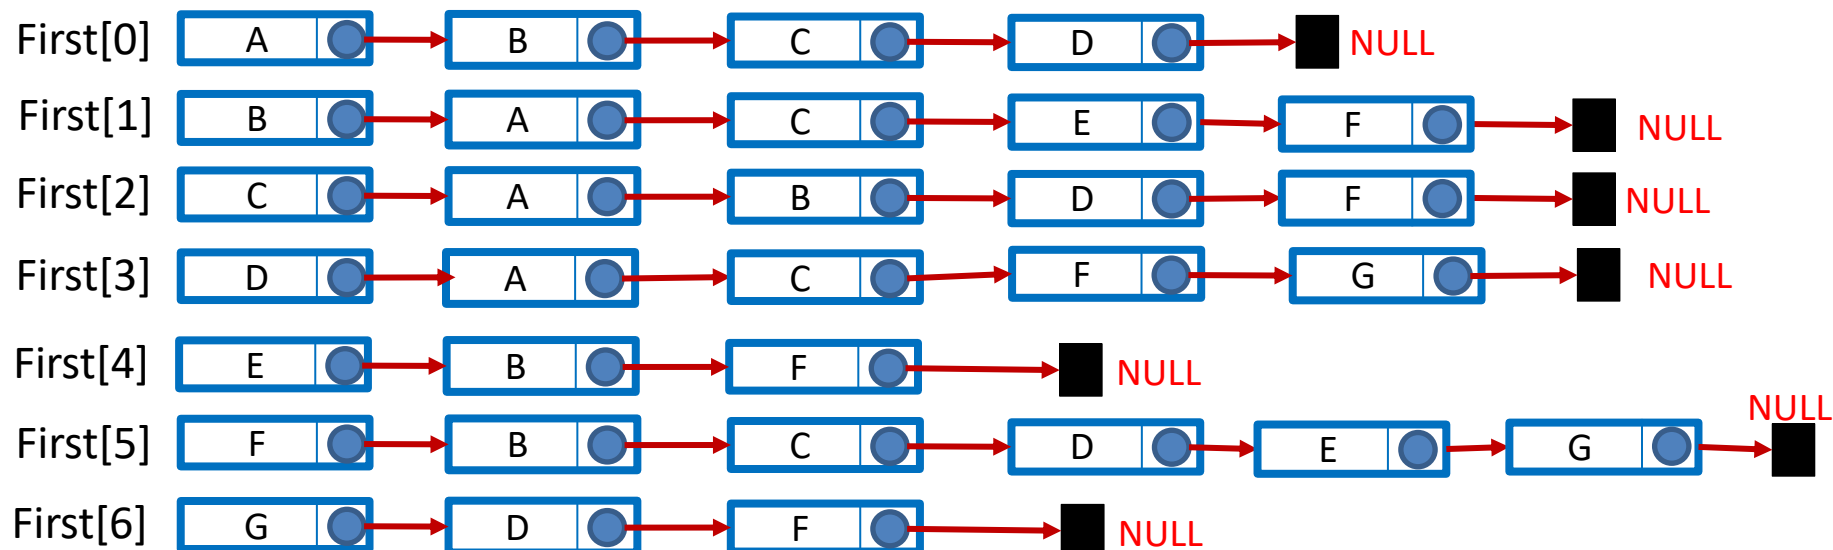 First[0] A B C D NULL
First[1] B A C E F NULL
First[2] C A B D F NULL
First[3] D A C F G NULL
First[4] E B F NULL
First[5] F B C D E G NULL
First[6] G D F NULL